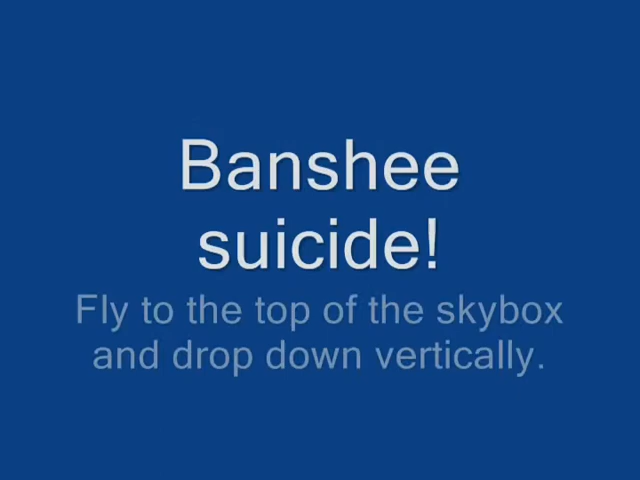 Banshee
suicide!
Fly to the top of the skybox
and drop down vertically.